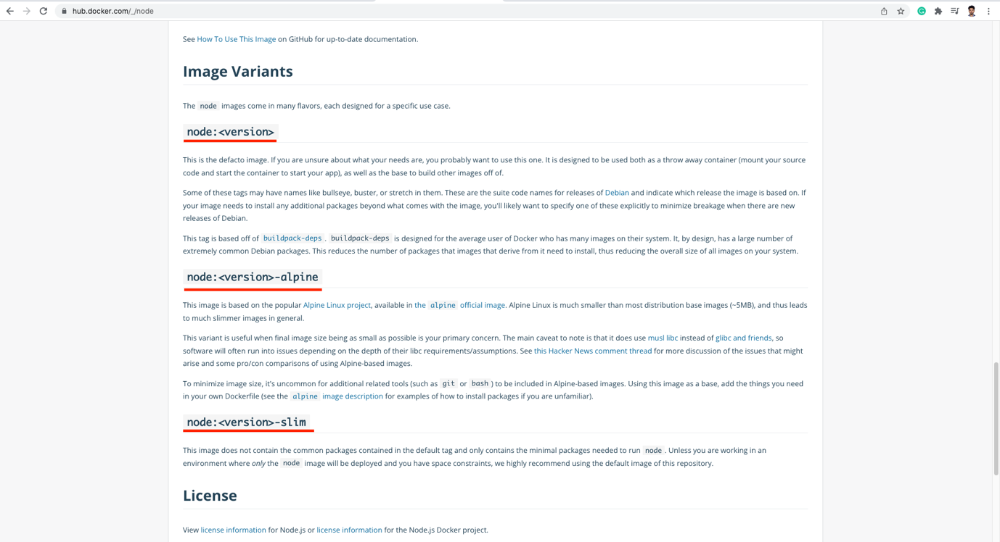 hub.docker.com/_/node
See How To Use This Image on GitHub for up-to-date documentation.
Image Variants
The node images come in many flavors, each designed for a specific use case.
node:<version>
This is the defacto image. If you are unsure about what your needs are, you probably want to use this one. It is designed to be used both as a throw away container (mount your source
code and start the container to start your app), as well as the base to build other images off of.
Some of these tags may have names like bullseye, buster, or stretch in them. These are the suite code names for releases of Debian and indicate which release the image is based on. If
your image needs to install any additional packages beyond what comes with the image, you'll likely want to specify one of these explicitly to minimize breakage when there are new
releases of Debian.
This tag is based off of buildpack-deps . buildpack-deps is designed for the average user of Docker who has many images on their system. It, by design, has a large number of
extremely common Debian packages. This reduces the number of packages that images that derive from it need to install, thus reducing the overall size of all images on your system.
node:<version>-alpine
This image is based on the popular Alpine Linux project, available in the alpine official image. Alpine Linux is much smaller than most distribution base images (~5MB), and thus leads
to much slimmer images in general.
This variant is useful when final image size being as small as possible is your primary concern. The main caveat to note is that it does use musl libc instead of glibc and friends, so
software will often run into issues depending on the depth of their libc requirements/assumptions. See this Hacker News comment thread for more discussion of the issues that might
arise and some pro/con comparisons of using Alpine-based images.
To minimize image size, it's uncommon for additional related tools (such as git or bash ) to be included in Alpine-based images. Using this image as a base, add the things you need
in your own Dockerfile (see the alpine image description for examples of how to install packages if you are unfamiliar).
node:<version>-slim
This image does not contain the common packages contained in the default tag and only contains the minimal packages needed to run node . Unless you are working in an
environment where only the node image will be deployed and you have space constraints, we highly recommend using the default image of this repository.
License
View license information for Node.js or license information for the Node.js Docker project.